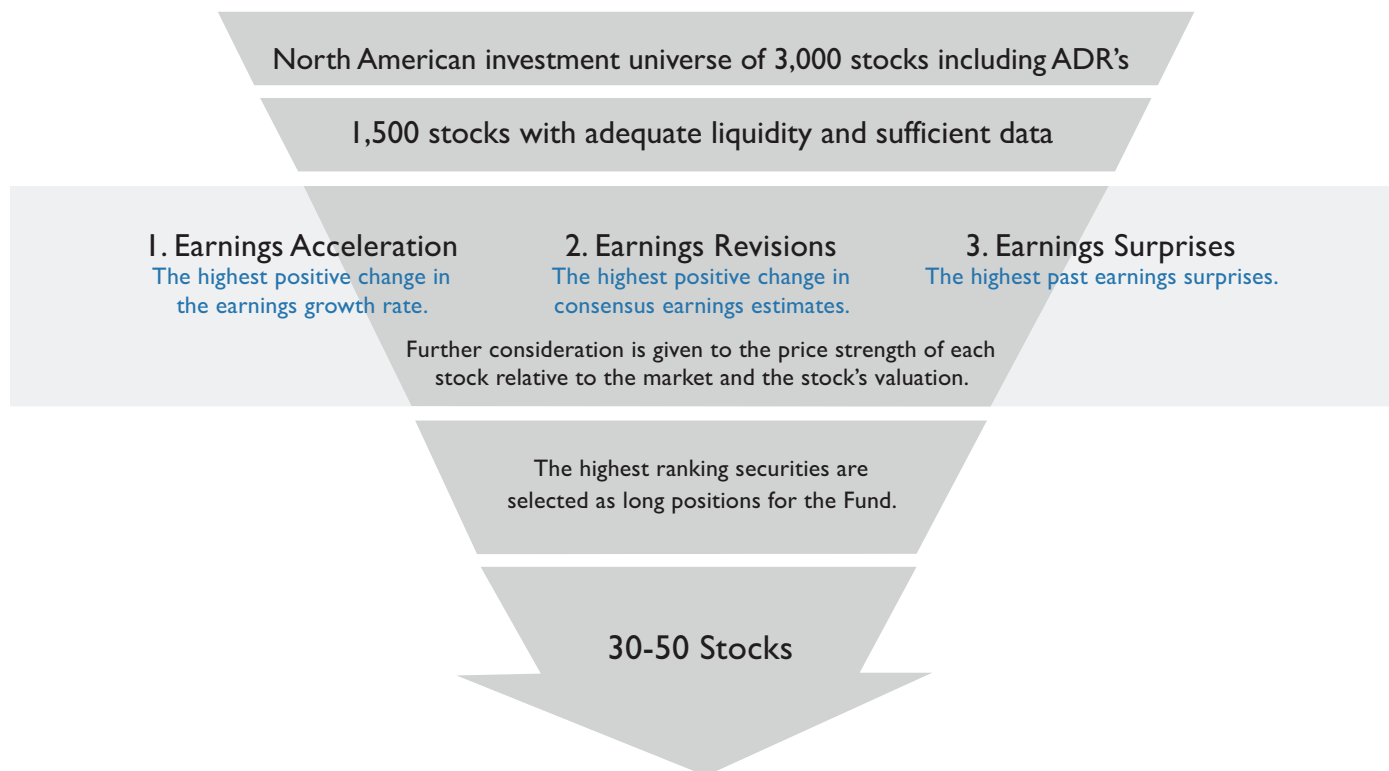 North American investment universe of 3,000 stocks including ADR’s
1,500 stocks with adequate liquidity and sufficient data
1. Earnings Acceleration
The highest positive change in
the earnings growth rate.
2. Earnings Revisions
The highest positive change in
consensus earnings estimates.
3. Earnings Surprises
The highest past earnings surprises.
Further consideration is given to the price strength of each
stock relative to the market and the stock’s valuation.
The highest ranking securities are
selected as long positions for the Fund.
30-50 Stocks